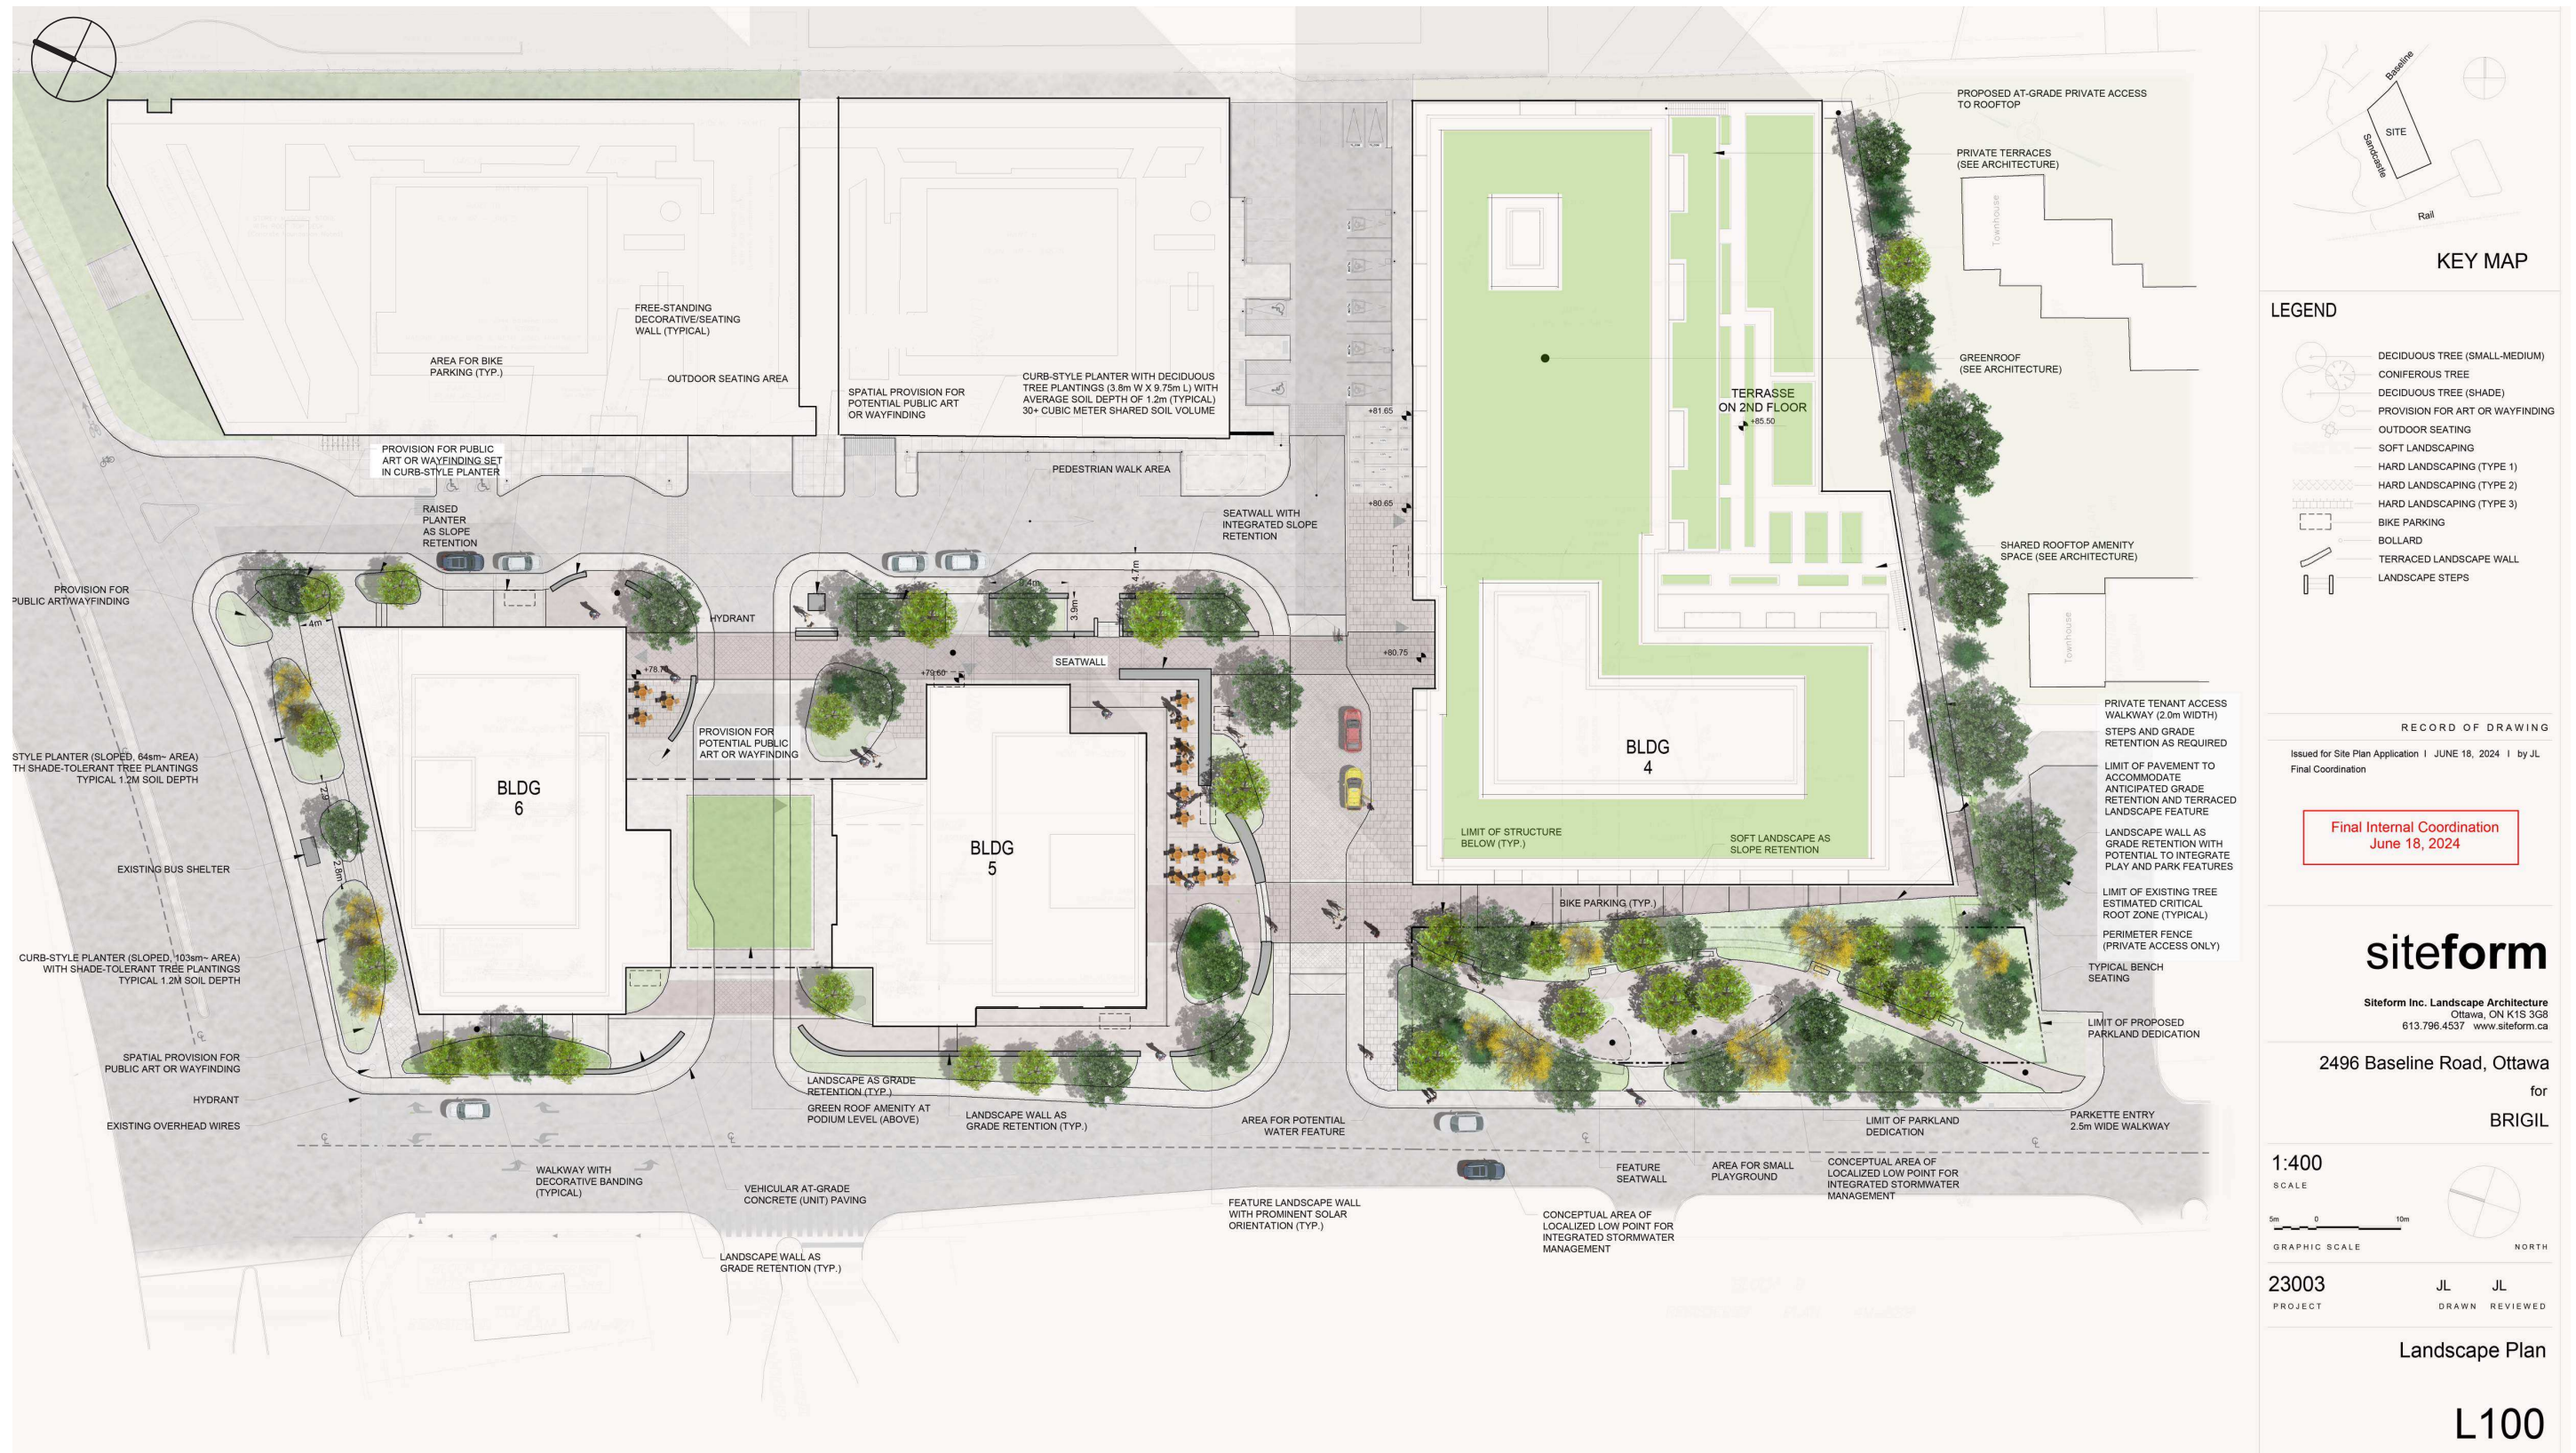 PROPOSED AT-GRADE PRIVATE ACCESS
TO ROOFTOP
PRIVATE TERRACES
(SEE ARCHITECTURE)
Townhouse
FREE-STANDING
DECORATIVE/SEATING
WALL (TYPICAL)
AREA FOR BIKE
PARKING (TYP.)
OUTDOOR SEATING AREA
SPATIAL PROVISION FOR
POTENTIAL PUBLIC ART
OR WAYFINDING
CURB-STYLE PLANTER WITH DECIDUOUS
TREE PLANTINGS (3.8m W X 9.75m L) WITH
AVERAGE SOIL DEPTH OF 1.2m (TYPICAL)
30+ CUBIC METER SHARED SOIL VOLUME
GREENROOF
(SEE ARCHITECTURE)
TERRASSE
ON 2ND FLOOR
+85.50
+81.65
PROVISION FOR PUBLIC
ART OR WAYFINDING SET
IN CURB-STYLE PLANTER
PEDESTRIAN WALK AREA
+80.65
RAISED
PLANTER
AS SLOPE
RETENTION
SEATWALL WITH
INTEGRATED SLOPE
RETENTION
SHARED ROOFTOP AMENITY
SPACE (SEE ARCHITECTURE)
PROVISION FOR
PUBLIC ART/WAYFINDING
4m
HYDRANT
4.7m
3.9m
Townhouse
SEATWALL
+80.75
+79.60
PROVISION FOR
POTENTIAL PUBLIC
ART OR WAYFINDING
PRIVATE TENANT ACCESS
WALKWAY (2.0m WIDTH)
STEPS AND GRADE
RETENTION AS REQUIRED
LIMIT OF PAVEMENT TO
ACCOMMODATE
ANTICIPATED GRADE
RETENTION AND TERRACED
LANDSCAPE FEATURE
LANDSCAPE WALL AS
GRADE RETENTION WITH
POTENTIAL TO INTEGRATE
PLAY AND PARK FEATURES
LIMIT OF EXISTING TREE
ESTIMATED CRITICAL
ROOT ZONE (TYPICAL)
PERIMETER FENCE
(PRIVATE ACCESS ONLY)
TYPICAL BENCH
SEATING
LIMIT OF PROPOSED
PARKLAND DEDICATION
STYLE PLANTER (SLOPED, 64sm~ AREA)
TH SHADE-TOLERANT TREE PLANTINGS
TYPICAL 1.2M SOIL DEPTH
BLDG
6
BLDG
5
BLDG
4
2.8m
EXISTING BUS SHELTER
LIMIT OF STRUCTURE
BELOW (TYP.)
SOFT LANDSCAPE AS
SLOPE RETENTION
BIKE PARKING (TYP.)
CURB-STYLE PLANTER (SLOPED, 103sm~ AREA)
WITH SHADE-TOLERANT TREE PLANTINGS
TYPICAL 1.2M SOIL DEPTH
SPATIAL PROVISION FOR
PUBLIC ART OR WAYFINDING
HYDRANT
EXISTING OVERHEAD WIRES
LANDSCAPE AS GRADE
RETENTION (TYP.)
GREEN ROOF AMENITY AT
PODIUM LEVEL (ABOVE)
LANDSCAPE WALL AS
GRADE RETENTION (TYP.)
AREA FOR POTENTIAL
WATER FEATURE
LIMIT OF PARKLAND
DEDICATION
PARKETTE ENTRY
2.5m WIDE WALKWAY
WALKWAY WITH
DECORATIVE BANDING
(TYPICAL)
VEHICULAR AT-GRADE
CONCRETE (UNIT) PAVING
FEATURE LANDSCAPE WALL
WITH PROMINENT SOLAR
ORIENTATION (TYP.)
FEATURE
SEATWALL
AREA FOR SMALL
PLAYGROUND
CONCEPTUAL AREA OF
LOCALIZED LOW POINT FOR
INTEGRATED STORMWATER
MANAGEMENT
CONCEPTUAL AREA OF
LOCALIZED LOW POINT FOR
INTEGRATED STORMWATER
MANAGEMENT
LANDSCAPE WALL AS
GRADE RETENTION (TYP.)
Baseline
SITE
Sandcastle
Rail
KEY MAP
LEGEND
DECIDUOUS TREE (SMALL-MEDIUM)
CONIFEROUS TREE
DECIDUOUS TREE (SHADE)
PROVISION FOR ART OR WAYFINDING
OUTDOOR SEATING
SOFT LANDSCAPING
HARD LANDSCAPING (TYPE 1)
HARD LANDSCAPING (TYPE 2)
HARD LANDSCAPING (TYPE 3)
BIKE PARKING
BOLLARD
TERRACED LANDSCAPE WALL
LANDSCAPE STEPS
RECORD OF DRAWING
Issued for Site Plan Application I JUNE 18, 2024 I by JL
Final Coordination
Final Internal Coordination
June 18, 2024
siteform
Siteform Inc. Landscape Architecture
Ottawa, ON K1S 3G8
613.796.4537 www.siteform.ca
2496 Baseline Road, Ottawa
for
BRIGIL
1:400
SCALE
5m 0 10m
GRAPHIC SCALE
NORTH
23003 JL JL
PROJECT DRAWN REVIEWED
Landscape Plan
L100